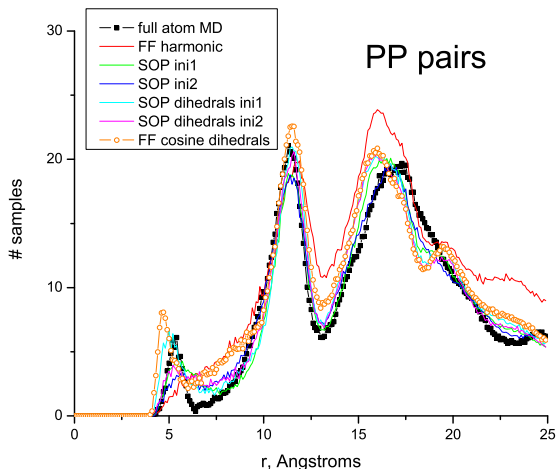 30
20
10
0
# samples
full atom MD
FF harmonic
SOP ini1
SOP ini2
SOP dihedrals ini1
SOP dihedrals ini2
FF cosine dihedrals
PP pairs
0 5 10 15 20 25
r, Angstroms